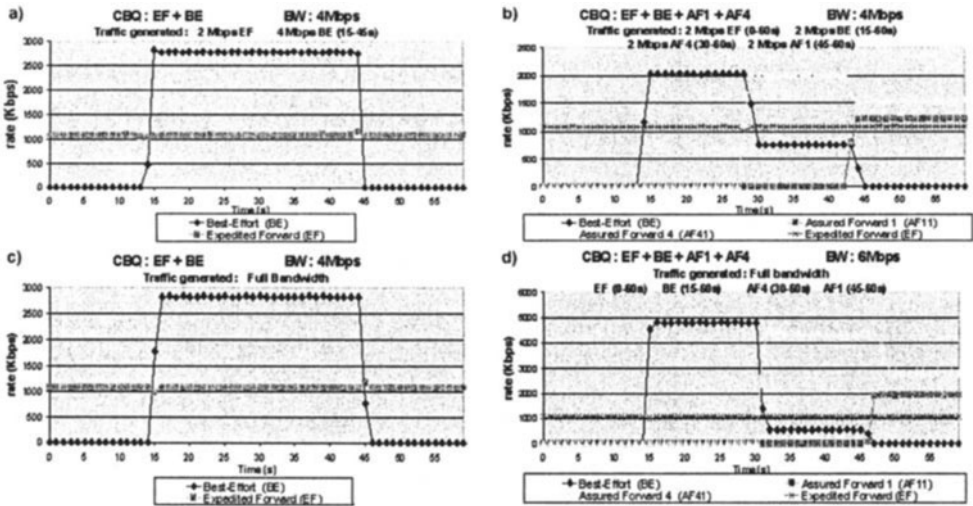 a) CBQ: EF + BE BW: 4Mbps
Traffic generated: 2 Mbps EF 4 Mbps BE (15-45s)
rate (Kbps)
3000
2500
2000
1500
1000
500
0
0 5 10 15 20 25 30 35 40 45 50 55
Time(s)
Best-Effort (BE)
Expedited Forward (EF)
b) CBQ: EF + BE + AF1 + AF4 BW: 4Mbps
Traffic generated: 2 Mbps EF (0-60s) 2 Mbps BE (15-60s)
2 Mbps AF4 (30-60s) 2 Mbps AF1 (45-60s)
rate (Kbps)
2000
1500
1000
500
0
0 5 10 15 20 25 30 35 40 45 50 55
Time(s)
Best-Effort (BE) Assured Forward 1 (AF11)
Assured Forward 4 (AF41) Expedited Forward (EF)
c) CBQ: EF + BE BW: 4Mbps
Traffic generated: Full Bandwidth
rate (Kbps)
3000
2500
2000
1500
1000
500
0
0 5 10 15 20 25 30 35 40 45 50 55
Time(s)
Best-Effort (BE)
Expedited Forward (EF)
d) CBQ: EF + BE + AF1 + AF4 BW: 6Mbps
Traffic generated: Full bandwidth
EF (0-60s) BE (15-60s) AF4 (30-60s) AF1 (45-60s)
rate (Kbps)
6000
5000
4000
3000
2000
1000
0
0 5 10 15 20 25 30 35 40 45 50 55
Time(s)
Best-Effort (BE) Assured Forward 1 (AF11)
Assured Forward 4 (AF41) Expedited Forward (EF)